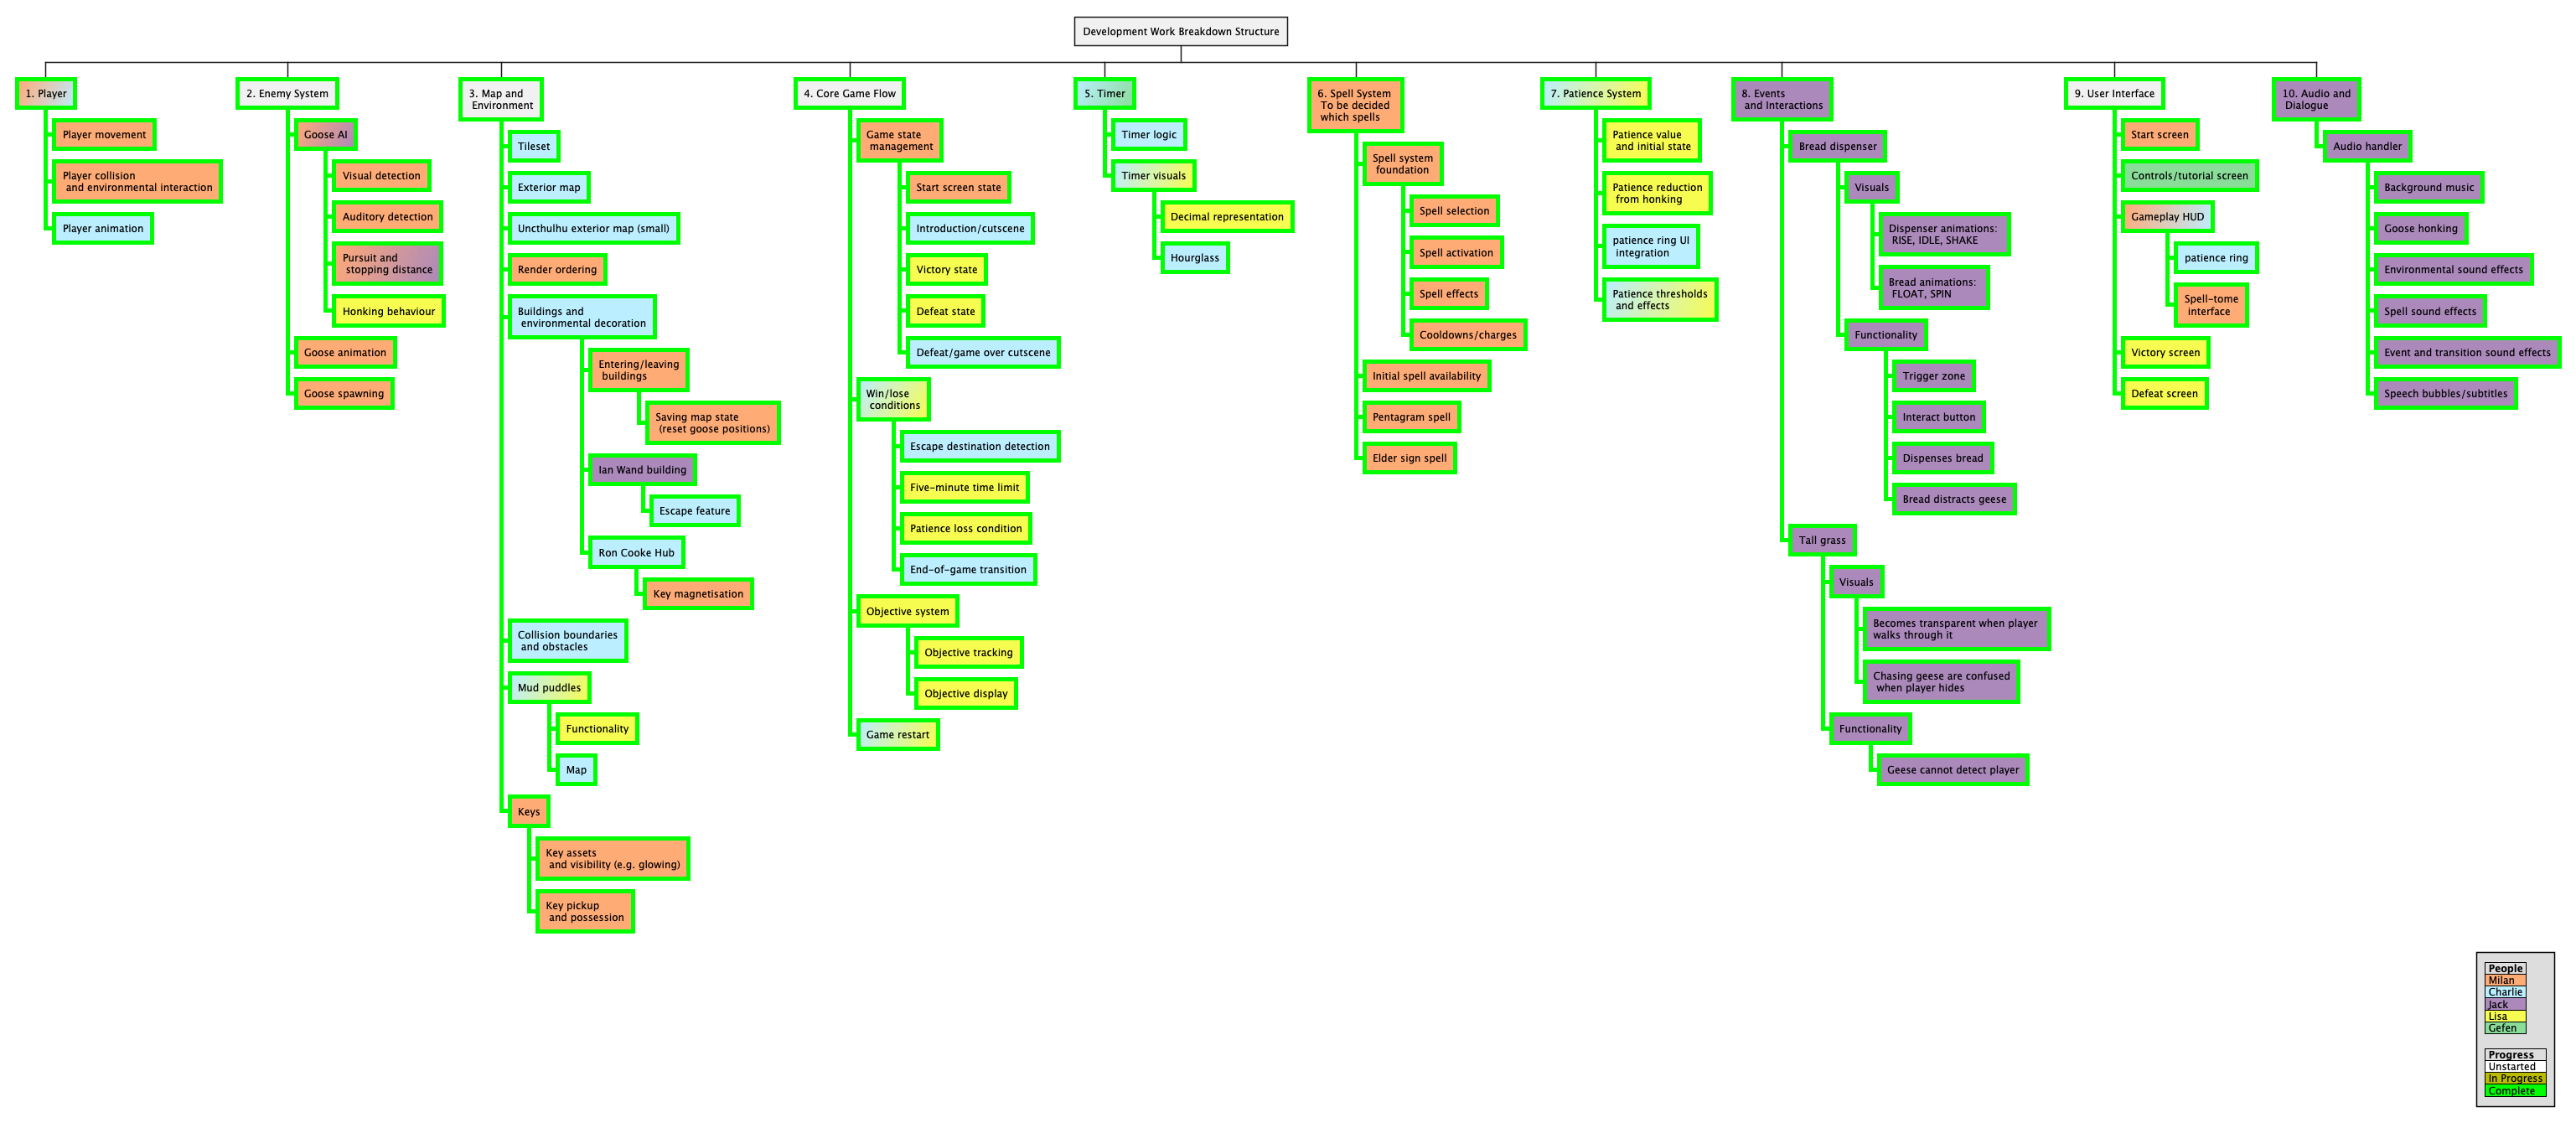 Development Work Breakdown Structure
1. Player
Player movement
Player collision
and environmental interaction
Player animation
2. Enemy System
Goose AI
Visual detection
Auditory detection
Pursuit and
stopping distance
Honking behaviour
Goose animation
Goose spawning
3. Map and
Environment
Tileset
Exterior map
Uncthulhu exterior map (small)
Render ordering
Buildings and
environmental decoration
Entering/leaving
buildings
Saving map state
(reset goose positions)
Ian Wand building
Escape feature
Ron Cooke Hub
Key magnetisation
Collision boundaries
and obstacles
Mud puddles
Functionality
Map
Keys
Key assets
and visibility (e.g. glowing)
Key pickup
and possession
4. Core Game Flow
Game state
management
Start screen state
Introduction/cutscene
Victory state
Defeat state
Defeat/game over cutscene
Win/lose
conditions
Escape destination detection
Five-minute time limit
Patience loss condition
End-of-game transition
Objective system
Objective tracking
Objective display
Game restart
5. Timer
Timer logic
Timer visuals
Decimal representation
Hourglass
6. Spell System
To be decided
which spells
Spell system
foundation
Spell selection
Spell activation
Spell effects
Cooldowns/charges
Initial spell availability
Pentagram spell
Elder sign spell
7. Patience System
Patience value
and initial state
Patience reduction
from honking
patience ring UI
integration
Patience thresholds
and effects
8. Events
and Interactions
Bread dispenser
Visuals
Dispenser animations:
RISE, IDLE, SHAKE
Bread animations:
FLOAT, SPIN
Functionality
Trigger zone
Interact button
Dispenses bread
Bread distracts geese
Tall grass
Visuals
Becomes transparent when player
walks through it
Chasing geese are confused
when player hides
Functionality
Geese cannot detect player
9. User Interface
Start screen
Controls/tutorial screen
Gameplay HUD
patience ring
Spell-tome
interface
Victory screen
Defeat screen
10. Audio and
Dialogue
Audio handler
Background music
Goose honking
Environmental sound effects
Spell sound effects
Event and transition sound effects
Speech bubbles/subtitles
People
Milan
Charlie
Jack
Lisa
Gefen
Progress
Unstarted
In Progress
Complete